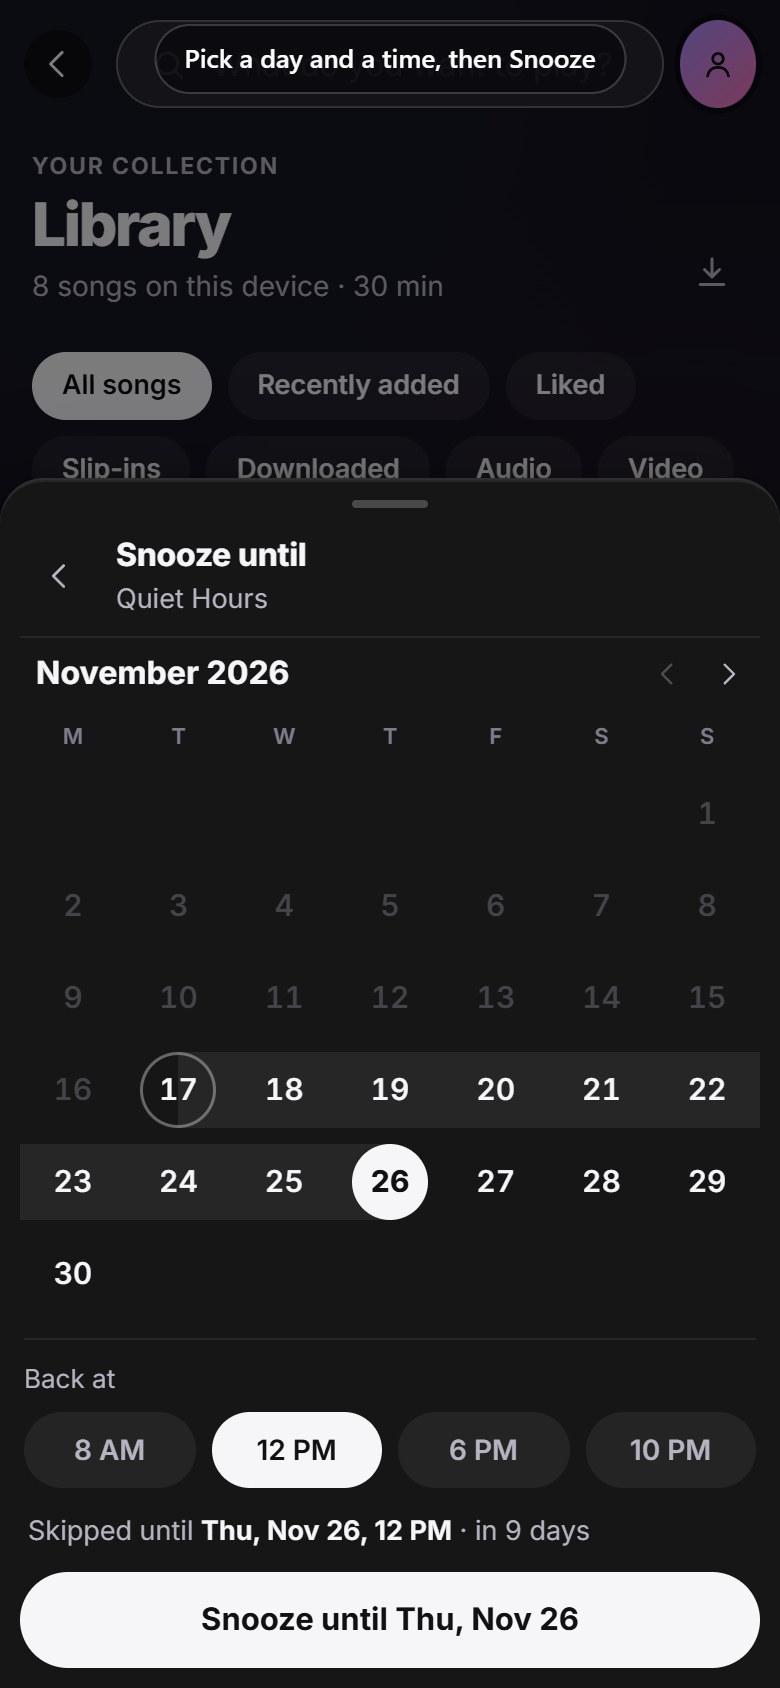 Pick a day and a time, then Snooze
YOUR COLLECTION
Library
8 songs on this device · 30 min
All songs
Recently added
Liked
Slip-ins
Downloaded
Audio
Video
Snooze until
Quiet Hours
November 2026
M T W T F S S
1
2 3 4 5 6 7 8
9 10 11 12 13 14 15
16 17 18 19 20 21 22
23 24 25 26 27 28 29
30
Back at
8 AM
12 PM
6 PM
10 PM
Skipped until Thu, Nov 26, 12 PM · in 9 days
Snooze until Thu, Nov 26